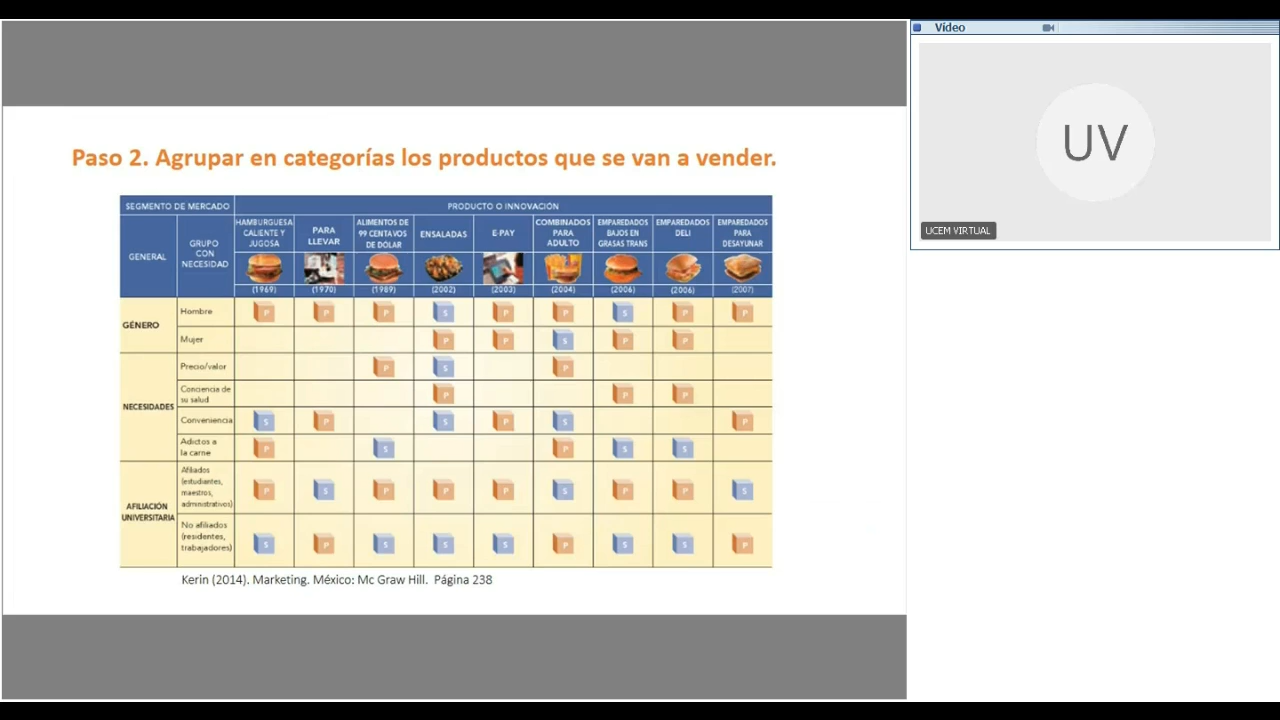 Vídeo
UV
UCEM VIRTUAL
Paso 2. Agrupar en categorías los productos que se van a vender.
SEGMENTO DE MERCADO
PRODUCTO O INNOVACIÓN
GENERAL
GRUPO
CON
NECESIDAD
HAMBURGUESA
CALIENTE Y
JUGOSA
(1969)
PARA
LLEVAR
(1970)
ALIMENTOS DE
99 CENTAVOS
DE DÓLAR
(1989)
ENSALADAS
(2002)
E-PAY
(2003)
COMBINADOS
PARA
ADULTO
(2004)
EMPAREDADOS
BAJOS EN
GRASAS TRANS
(2006)
EMPAREDADOS
DELI
(2006)
EMPAREDADOS
PARA
DESAYUNAR
(2007)
GÉNERO
Hombre
P P P S P P S P P
Mujer
P P S P P
NECESIDADES
Precio/valor
P S P
Conciencia de
su salud
P P P
Conveniencia
S P S P S P
Adictos a
la carne
P S P S S
AFILIACIÓN
UNIVERSITARIA
Afiliados
(estudiantes,
maestros,
administrativos)
P S P P P S P P S
No afiliados
(residentes,
trabajadores)
S P S S S P S S P
Kerin (2014). Marketing. México: Mc Graw Hill. Página 238